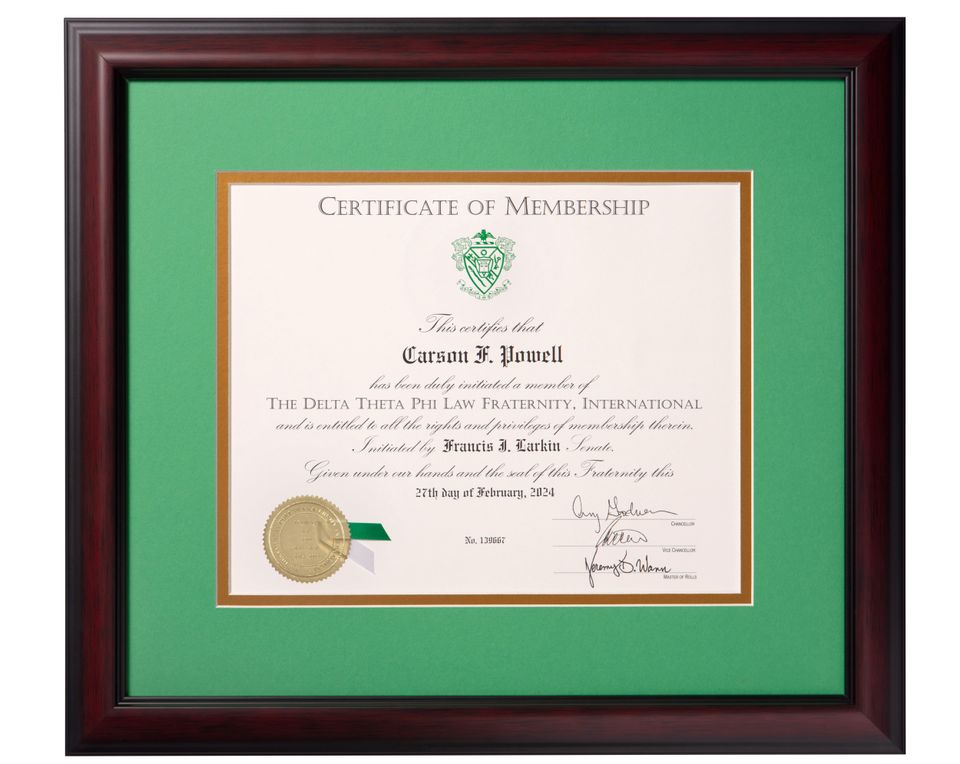 CERTIFICATE OF MEMBERSHIP
This certifies that
Carson F. Powell
has been duly initiated a member of
THE DELTA THETA PHI LAW FRATERNITY, INTERNATIONAL
and is entitled to all the rights and privileges of membership therein.
Initiated by Francis J. Larkin Senate.
Given under our hands and the seal of this Fraternity this
27th day of February, 2024
CHANCELLOR
No. 139667
VICE CHANCELLOR
Jeremy D. Wann
MASTER OF ROLLS